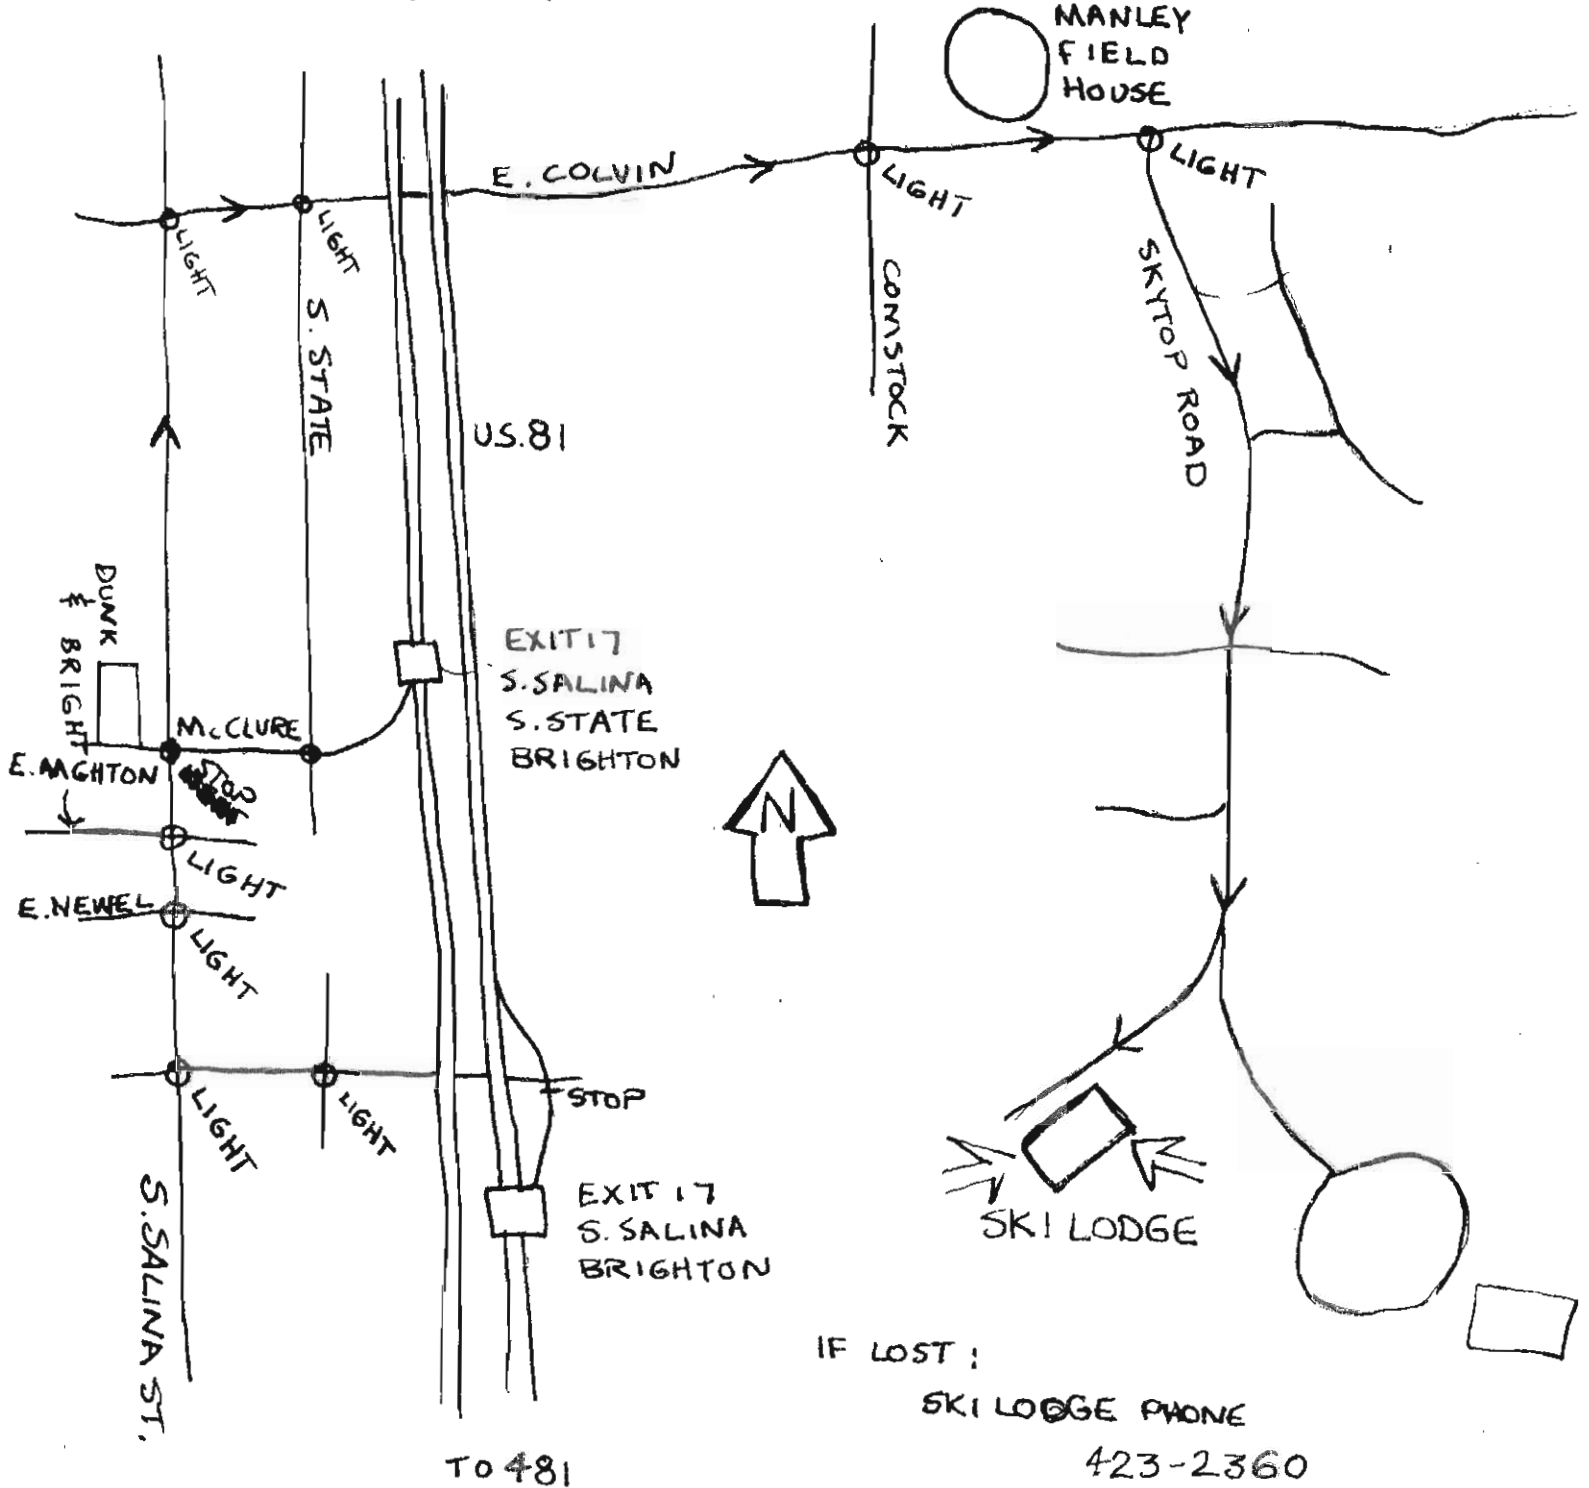 MANLEY
FIELD
HOUSE
E. COLVIN
LIGHT
LIGHT
LIGHT
LIGHT
S. STATE
COMSTOCK
SKYTOP ROAD
U.S. 81
DUNK
& BRIGHT
EXIT 17
S. SALINA
S. STATE
BRIGHTON
McCLURE
STOP
N
LIGHT
E. NEWEL
LIGHT
LIGHT
LIGHT
STOP
S. SALINA ST.
EXIT 17
S. SALINA
BRIGHTON
SKI LODGE
IF LOST:
SKI LODGE PHONE
423-2360
TO 481